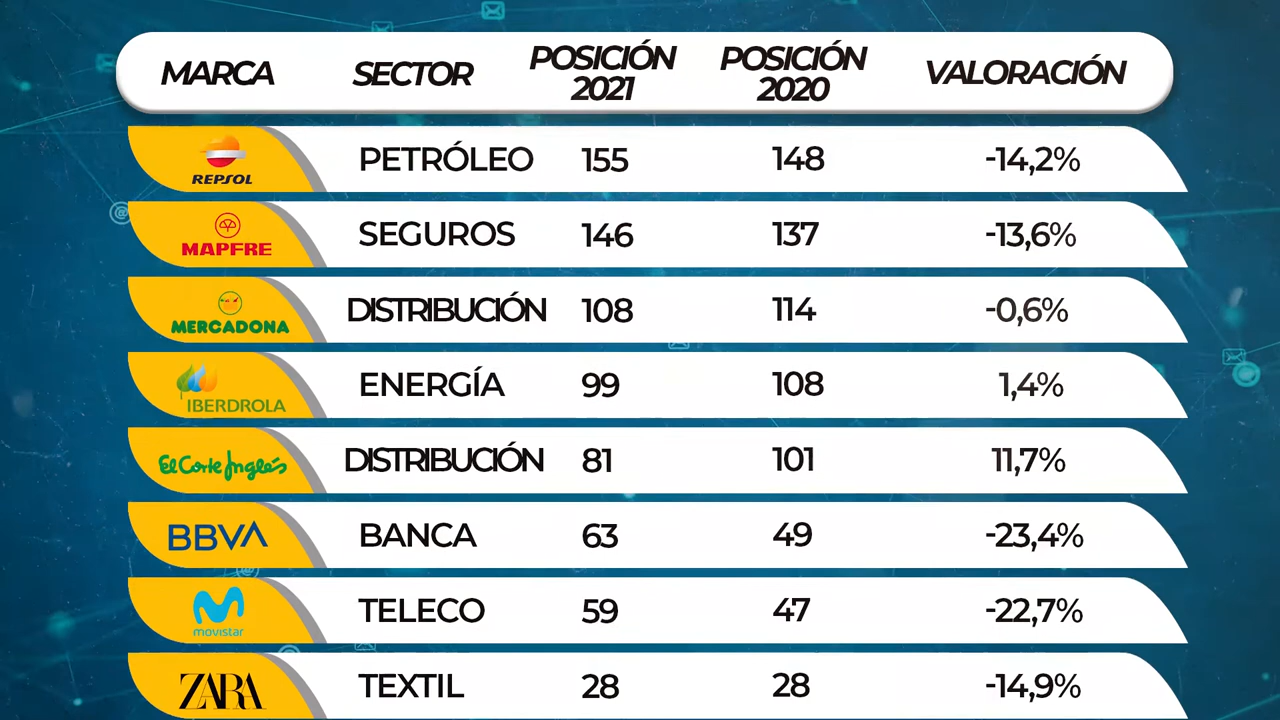 MARCA SECTOR POSICIÓN 2021 POSICIÓN 2020 VALORACIÓN
REPSOL PETRÓLEO 155 148 -14,2%
MAPFRE SEGUROS 146 137 -13,6%
MERCADONA DISTRIBUCIÓN 108 114 -0,6%
IBERDROLA ENERGÍA 99 108 1,4%
El Corte Inglés DISTRIBUCIÓN 81 101 11,7%
BBVA BANCA 63 49 -23,4%
movistar TELECO 59 47 -22,7%
ZARA TEXTIL 28 28 -14,9%